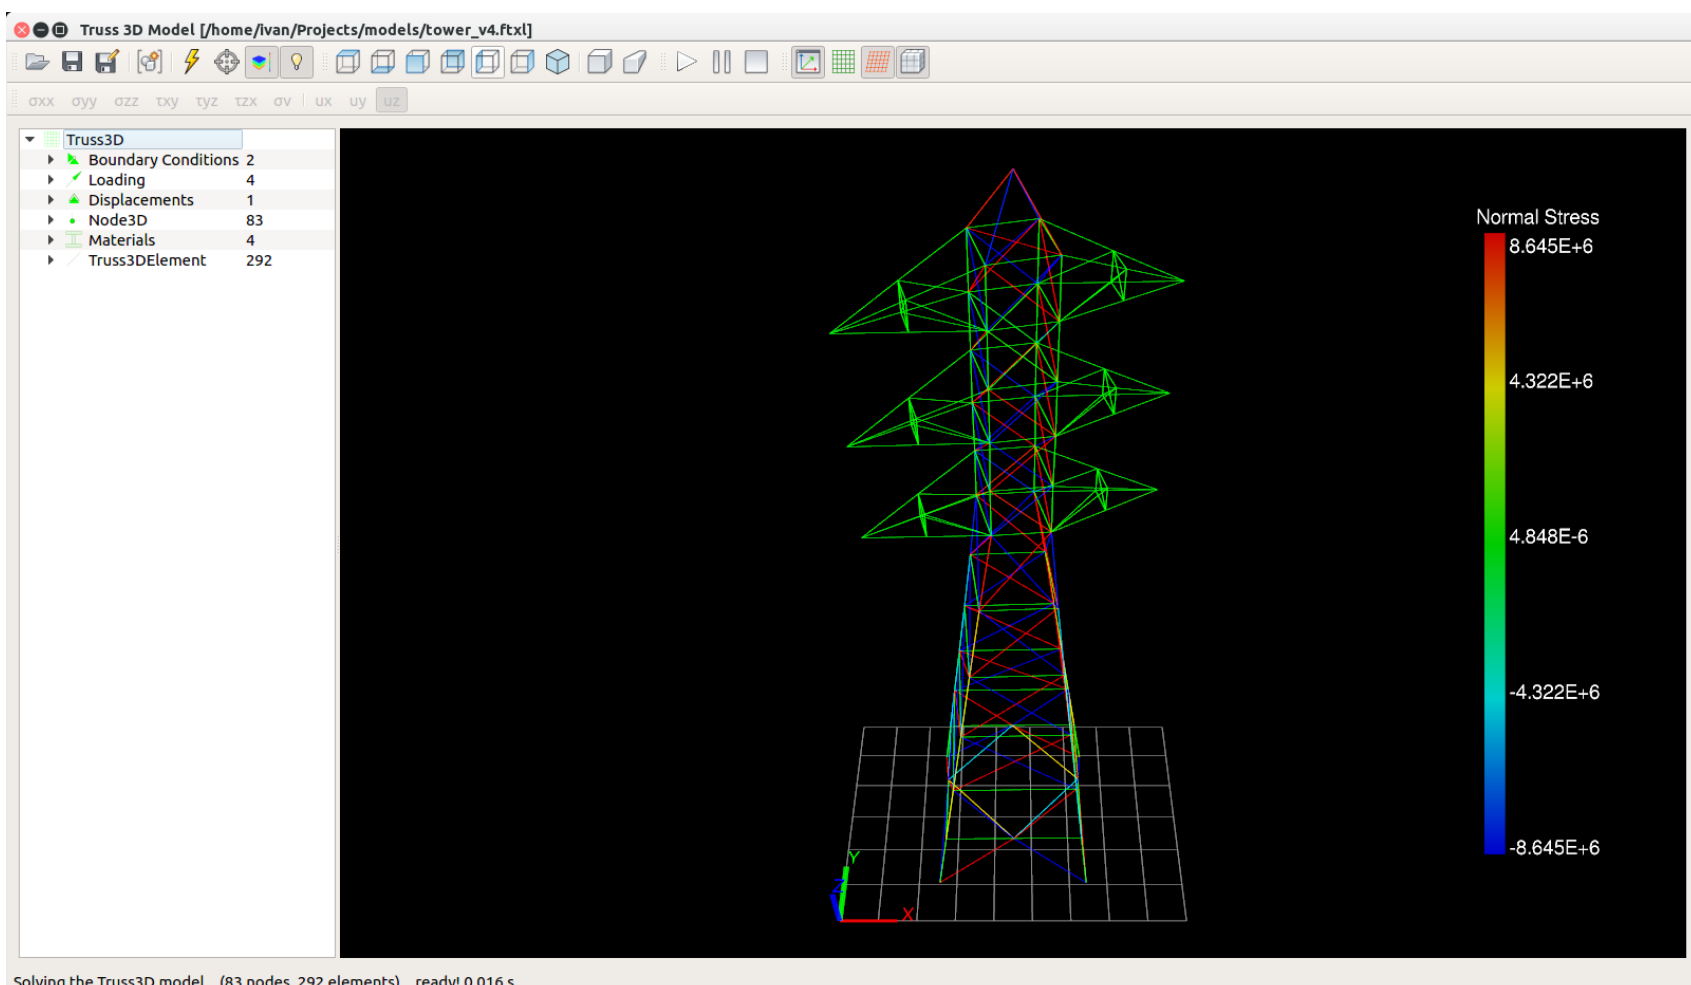 Truss 3D Model [/home/ivan/Projects/models/tower_v4.ftxl]
σxx σyy σzz τxy τyz τzx σv ux uy uz
Truss3D
Boundary Conditions 2
Loading 4
Displacements 1
Node3D 83
Materials 4
Truss3DElement 292
Normal Stress
8.645E+6
4.322E+6
4.848E-6
-4.322E+6
-8.645E+6
Y
Z
X
Solving the Truss3D model... (83 nodes, 292 elements)... ready! 0.016 s